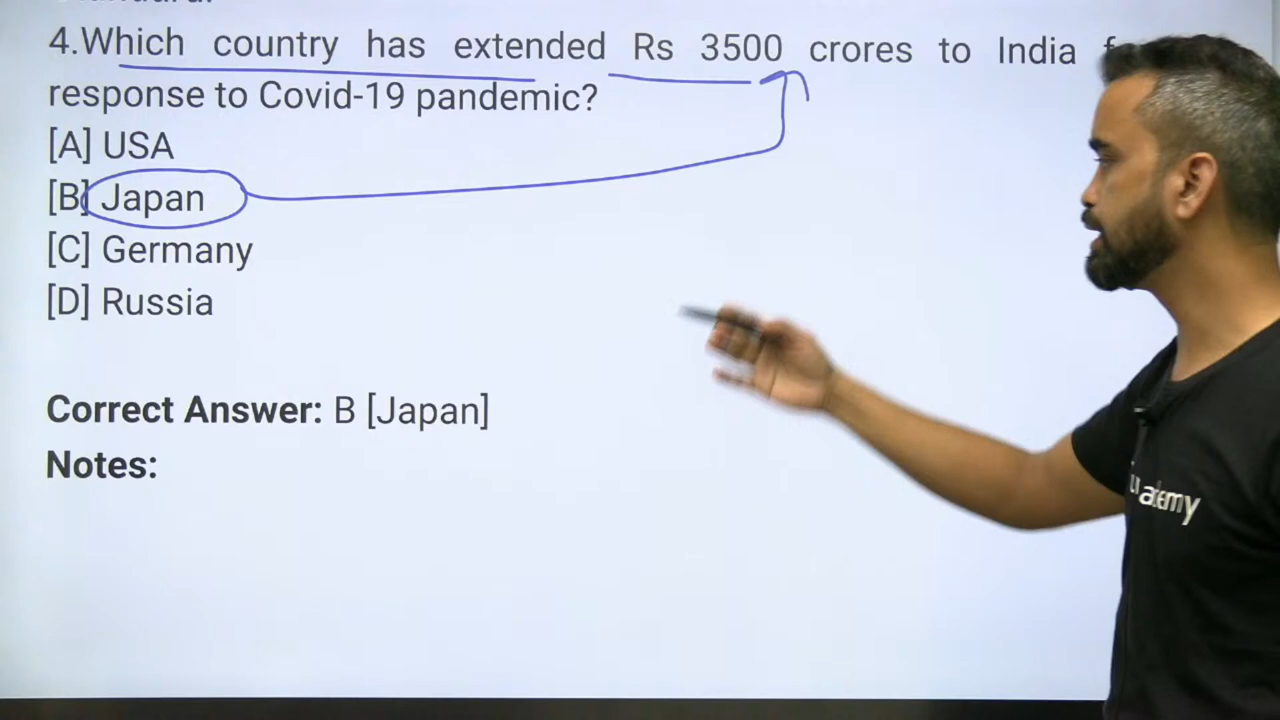 4.Which country has extended Rs 3500 crores to India
response to Covid-19 pandemic?
[A] USA
[B] Japan
[C] Germany
[D] Russia
Correct Answer: B [Japan]
Notes: